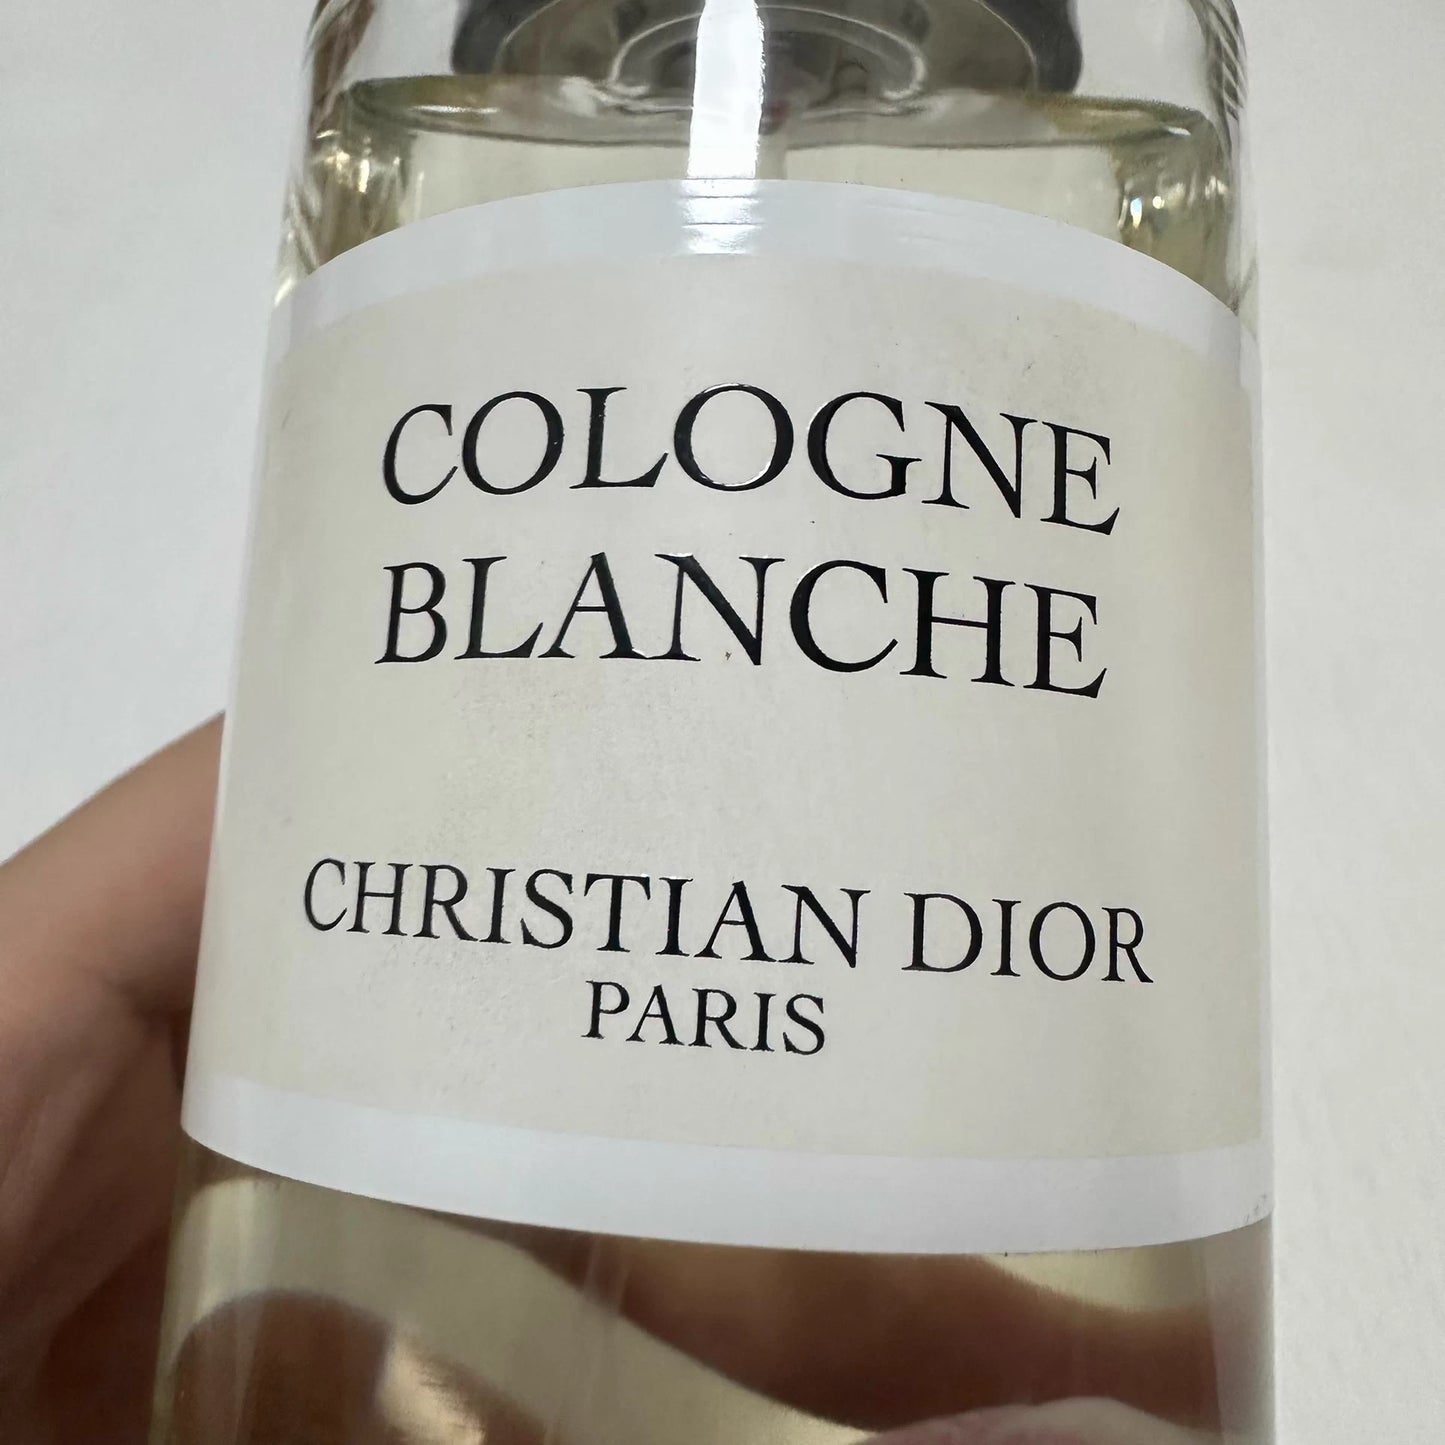 COLOGNE
BLANCHE
CHRISTIAN DIOR
PARIS